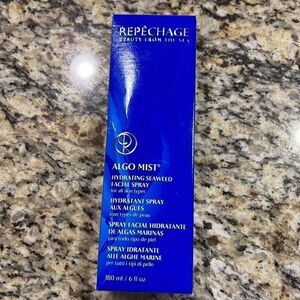 REPÊCHAGE
BEAUTY FROM THE SEA
ALGO MIST®
HYDRATING SEAWEED
FACIAL SPRAY
for all skin types
HYDRATANT SPRAY
AUX ALGUES
tous types de peau
SPRAY FACIAL HIDRATANTE
DE ALGAS MARINAS
para todo tipo de piel
SPRAY IDRATANTE
ALLE ALGHE MARINE
per tutti i tipi di pelle
180 ml / 6 fl oz